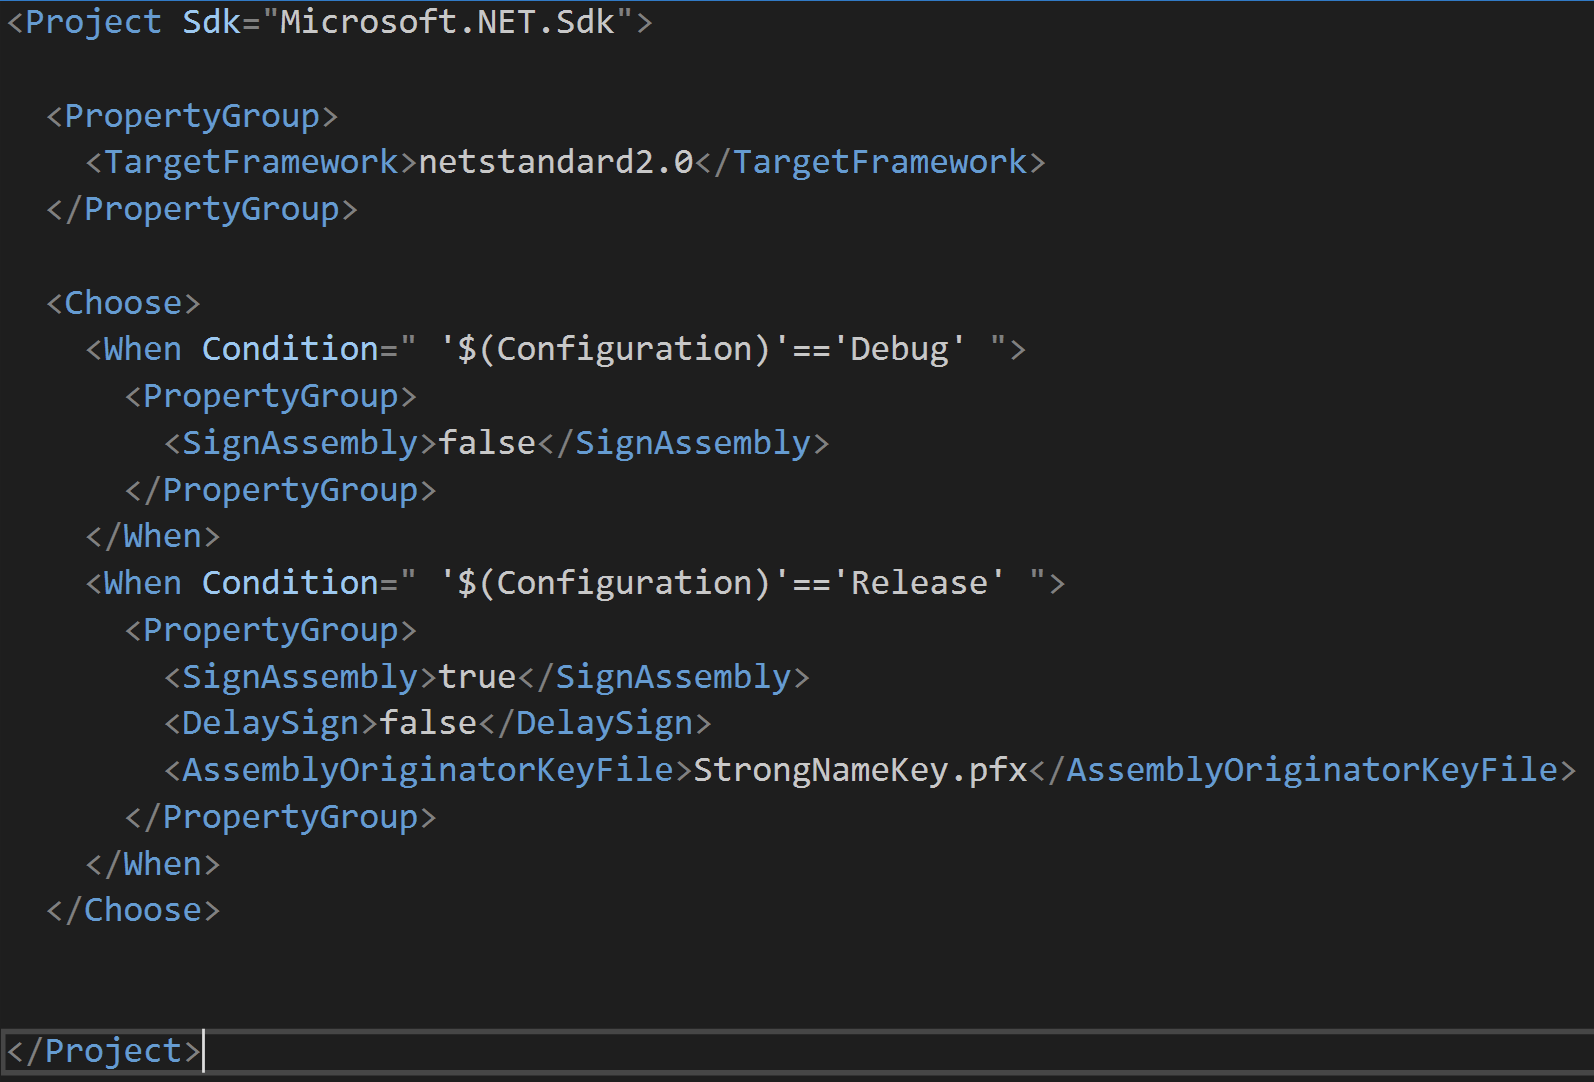 <Project Sdk="Microsoft.NET.Sdk">
<PropertyGroup>
<TargetFramework>netstandard2.0</TargetFramework>
</PropertyGroup>
<Choose>
<When Condition=" '$(Configuration)'=='Debug' ">
<PropertyGroup>
<SignAssembly>false</SignAssembly>
</PropertyGroup>
</When>
<When Condition=" '$(Configuration)'=='Release' ">
<PropertyGroup>
<SignAssembly>true</SignAssembly>
<DelaySign>false</DelaySign>
<AssemblyOriginatorKeyFile>StrongNameKey.pfx</AssemblyOriginatorKeyFile>
</PropertyGroup>
</When>
</Choose>
</Project>